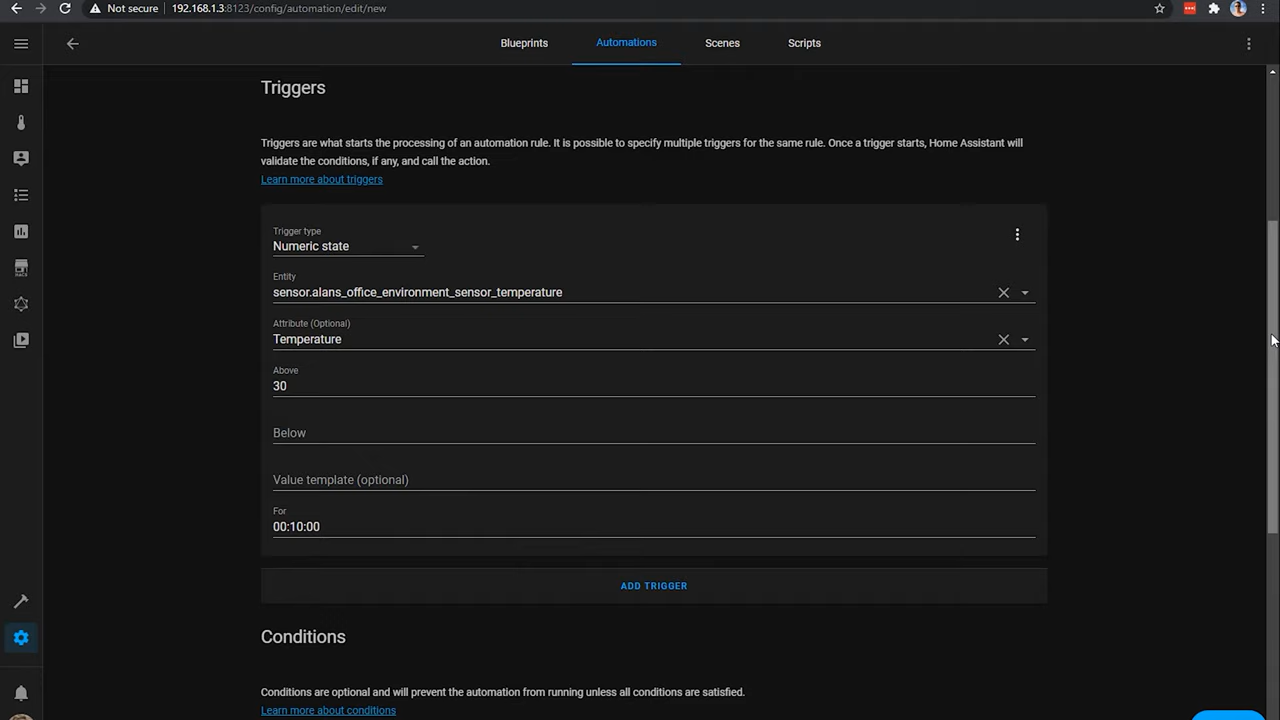 Not secure
192.168.1.3:8123/config/automation/edit/new
Blueprints
Automations
Scenes
Scripts
Triggers
Triggers are what starts the processing of an automation rule. It is possible to specify multiple triggers for the same rule. Once a trigger starts, Home Assistant will
validate the conditions, if any, and call the action.
Learn more about triggers
Trigger type
Numeric state
Entity
sensor.alans_office_environment_sensor_temperature
Attribute (Optional)
Temperature
Above
30
Below
Value template (optional)
For
00:10:00
ADD TRIGGER
Conditions
Conditions are optional and will prevent the automation from running unless all conditions are satisfied.
Learn more about conditions